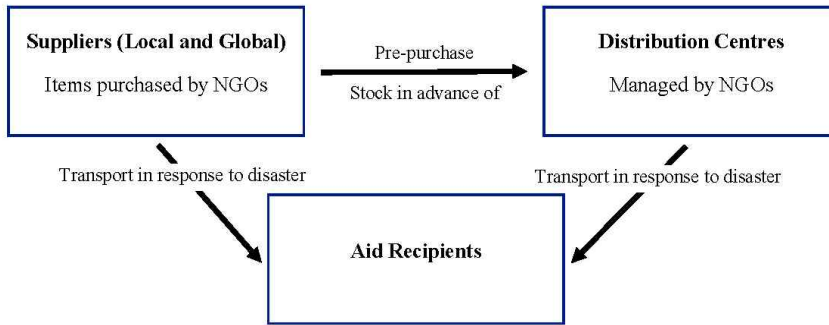 Suppliers (Local and Global)
Items purchased by NGOs
Pre-purchase
Stock in advance of
Distribution Centres
Managed by NGOs
Transport in response to disaster
Transport in response to disaster
Aid Recipients